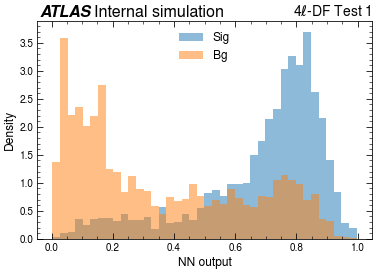 ATLAS Internal simulation 4ℓ-DF Test 1
Sig
Bg
3.5
3.0
2.5
2.0
1.5
1.0
0.5
0.0
Density
0.0 0.2 0.4 0.6 0.8 1.0
NN output